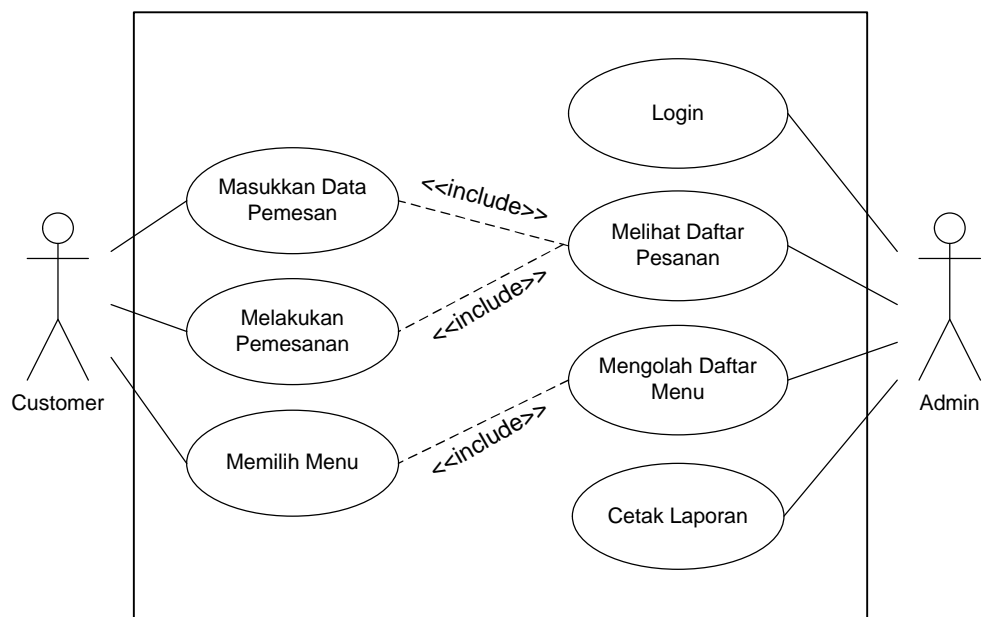 Login
Masukkan Data
Pemesan
<<include>>
Melihat Daftar
Pesanan
Melakukan
Pemesanan
<<include>>
Mengolah Daftar
Menu
Customer
Admin
Memilih Menu
<<include>>
Cetak Laporan